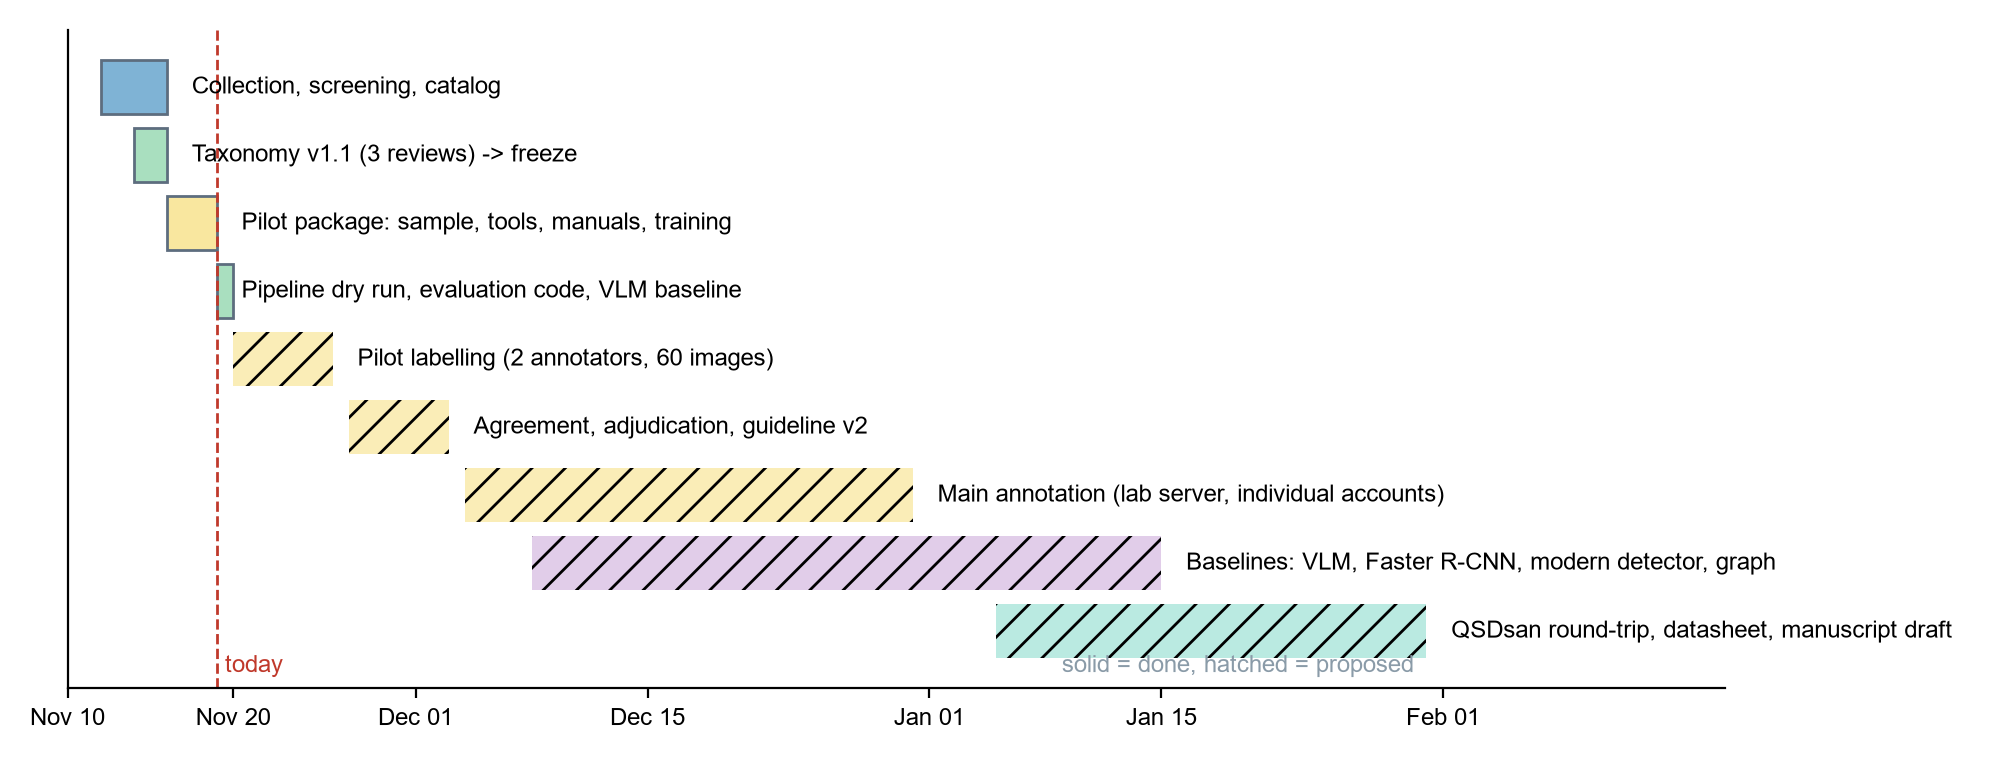 Collection, screening, catalog
Taxonomy v1.1 (3 reviews) -> freeze
Pilot package: sample, tools, manuals, training
Pipeline dry run, evaluation code, VLM baseline
Pilot labelling (2 annotators, 60 images)
Agreement, adjudication, guideline v2
Main annotation (lab server, individual accounts)
Baselines: VLM, Faster R-CNN, modern detector, graph
QSDsan round-trip, datasheet, manuscript draft
today
solid = done, hatched = proposed
Nov 10
Nov 20
Dec 01
Dec 15
Jan 01
Jan 15
Feb 01